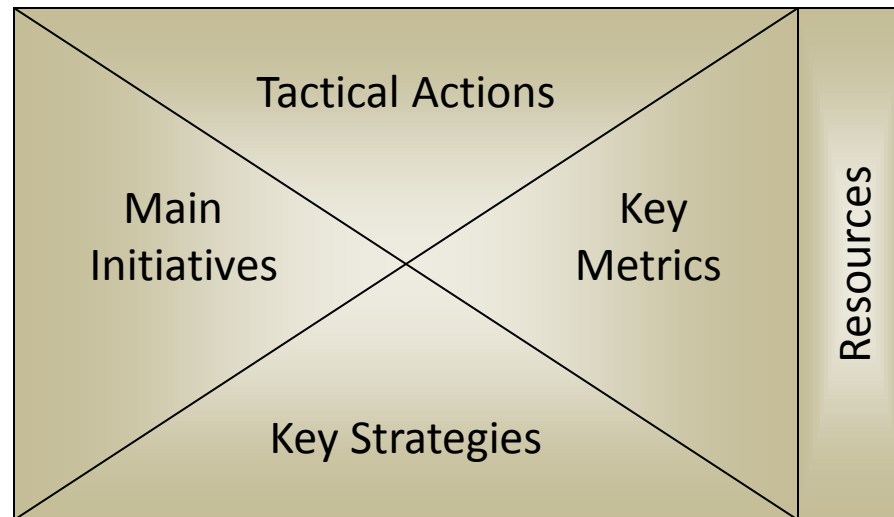 Tactical Actions
Main
Initiatives
Key
Metrics
Resources
Key Strategies